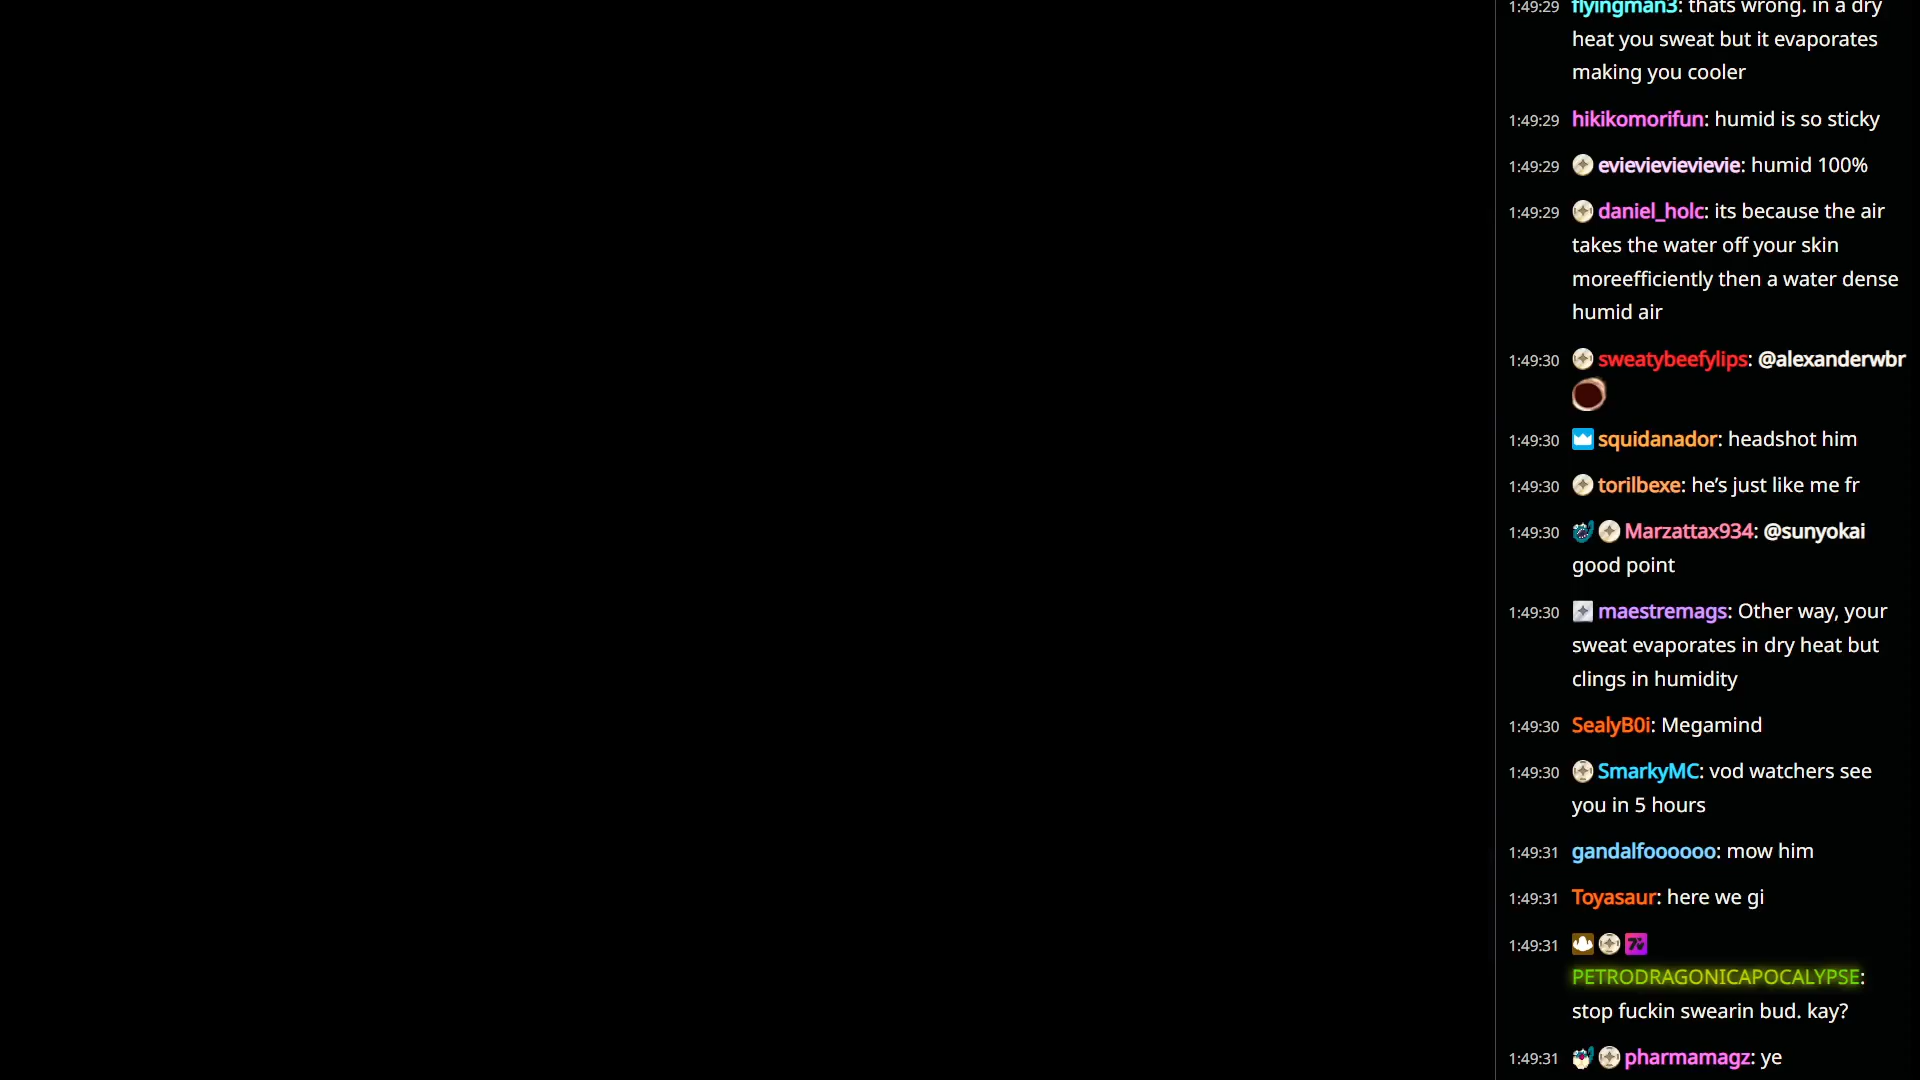 1:49:29 flyingman3: thats wrong. in a dry
heat you sweat but it evaporates
making you cooler
1:49:29 hikikomorifun: humid is so sticky
1:49:29 evievievievievie: humid 100%
1:49:29 daniel_holc: its because the air
takes the water off your skin
moreefficiently then a water dense
humid air
1:49:30 sweatybeefylips: @alexanderwbr
1:49:30 squidanador: headshot him
1:49:30 torilbexe: he’s just like me fr
1:49:30 Marzattax934: @sunyokai
good point
1:49:30 maestremags: Other way, your
sweat evaporates in dry heat but
clings in humidity
1:49:30 SealyB0i: Megamind
1:49:30 SmarkyMC: vod watchers see
you in 5 hours
1:49:31 gandalfoooooo: mow him
1:49:31 Toyasaur: here we gi
1:49:31
PETRODRAGONICAPOCALYPSE:
stop fuckin swearin bud. kay?
1:49:31 pharmamagz: ye